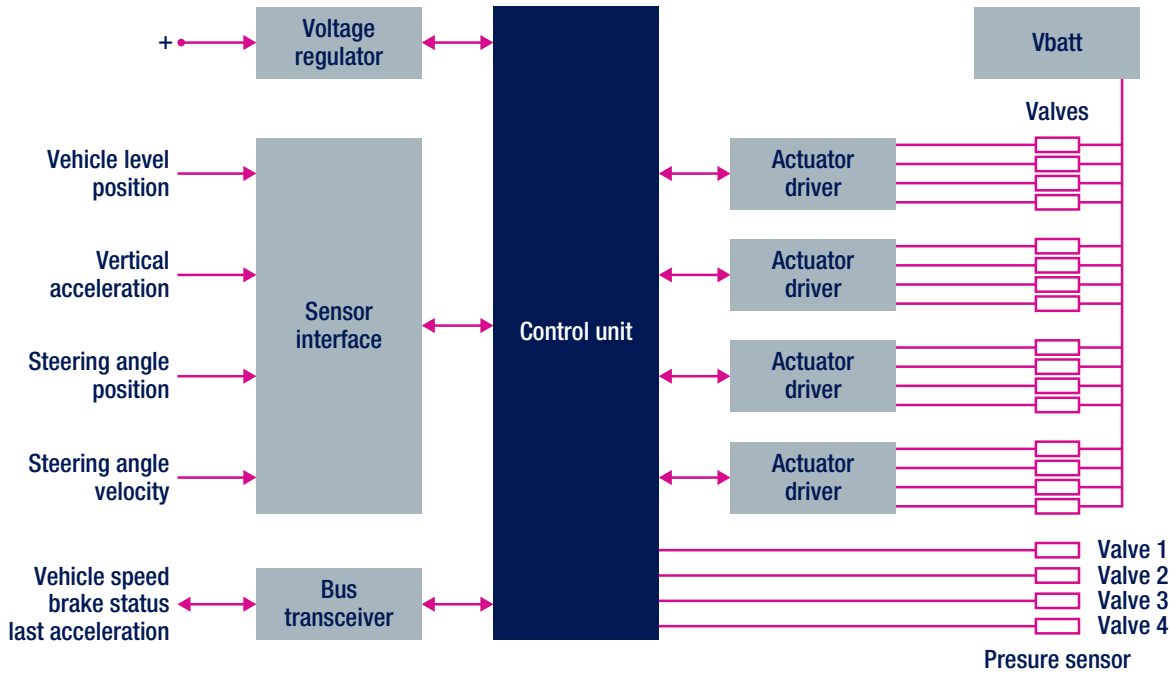 +
Voltage
regulator
Vbatt
Valves
Vehicle level
position
Actuator
driver
Vertical
acceleration
Actuator
driver
Sensor
interface
Control unit
Steering angle
position
Actuator
driver
Steering angle
velocity
Actuator
driver
Vehicle speed
brake status
last acceleration
Bus
transceiver
Valve 1
Valve 2
Valve 3
Valve 4
Presure sensor